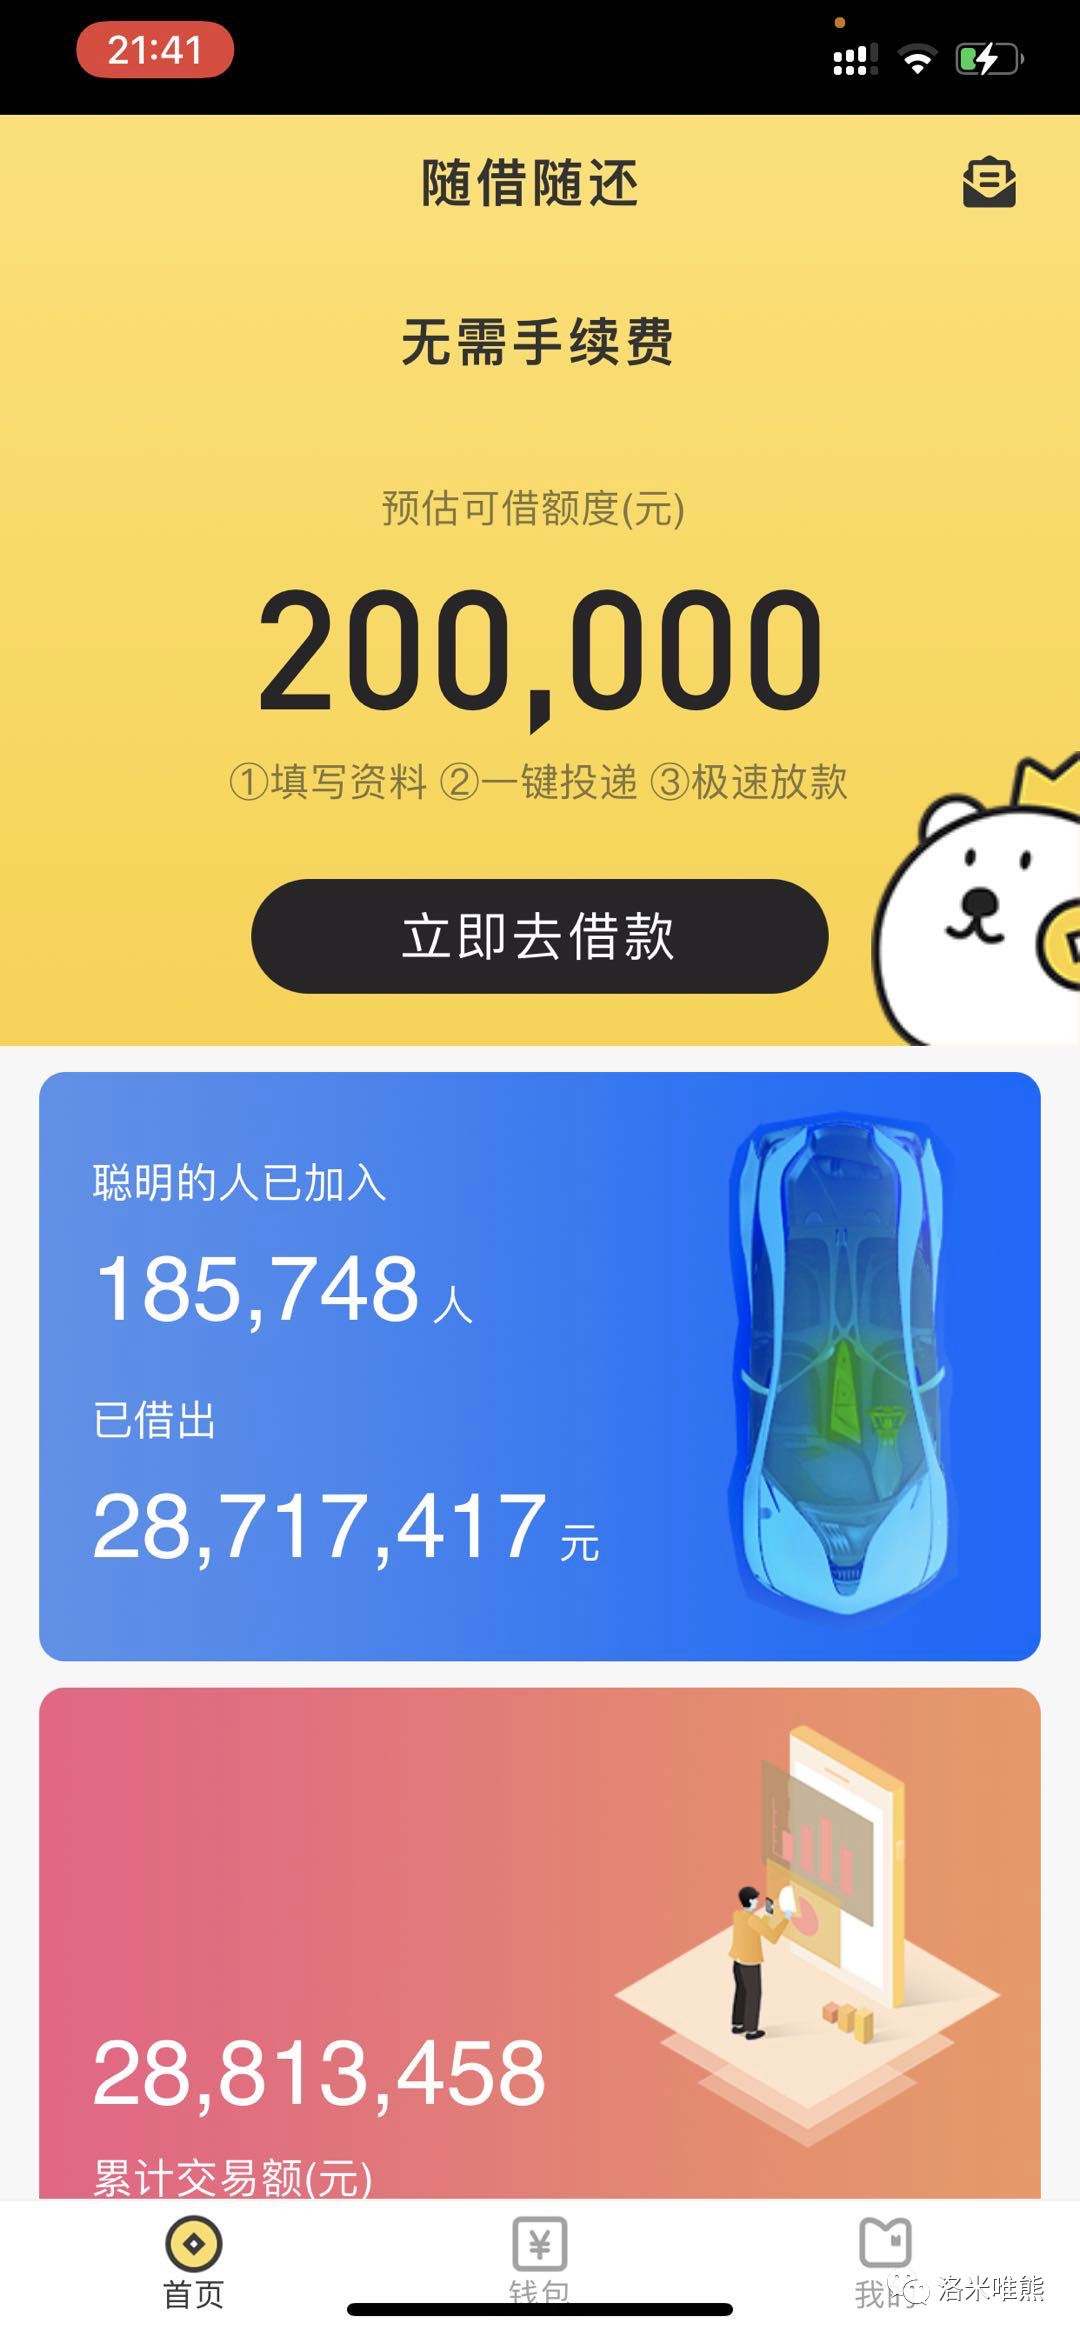 21:41
随借随还
无需手续费
预估可借额度(元)
200,000
①填写资料 ②一键投递 ③极速放款
立即去借款
聪明的人已加入
185,748 人
已借出
28,717,417 元
28,813,458
累计交易额(元)
首页
钱包
我的
洛米唯熊